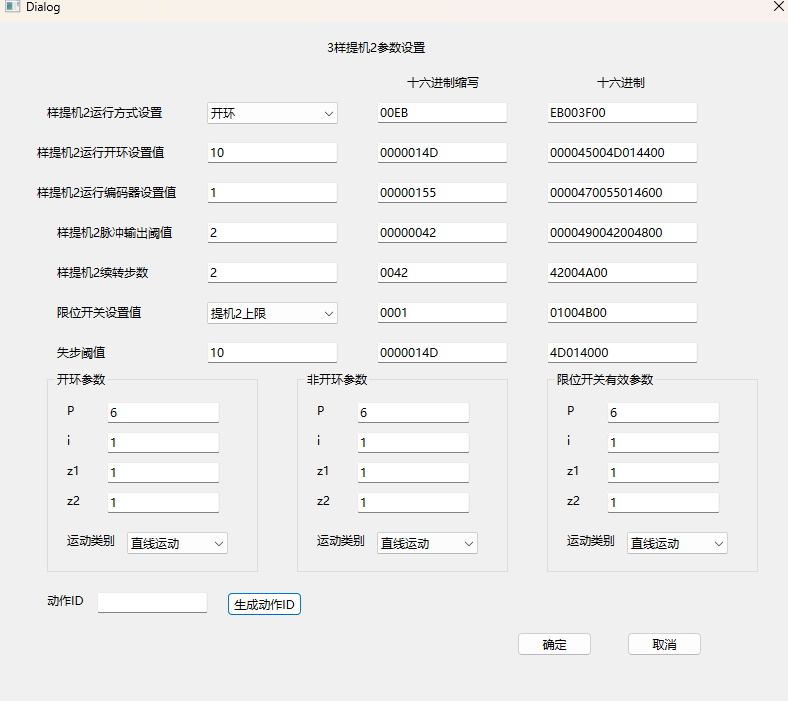 Dialog
3样提机2参数设置
十六进制缩写 十六进制
样提机2运行方式设置 开环 00EB EB003F00
样提机2运行开环设置值 10 0000014D 000045004D014400
样提机2运行编码器设置值 1 00000155 0000470055014600
样提机2脉冲输出阈值 2 00000042 0000490042004800
样提机2续转步数 2 0042 42004A00
限位开关设置值 提机2上限 0001 01004B00
失步阈值 10 0000014D 4D014000
开环参数 非开环参数 限位开关有效参数
P 6 P 6 P 6
i 1 i 1 i 1
z1 1 z1 1 z1 1
z2 1 z2 1 z2 1
运动类别 直线运动 运动类别 直线运动 运动类别 直线运动
动作ID 生成动作ID
确定 取消